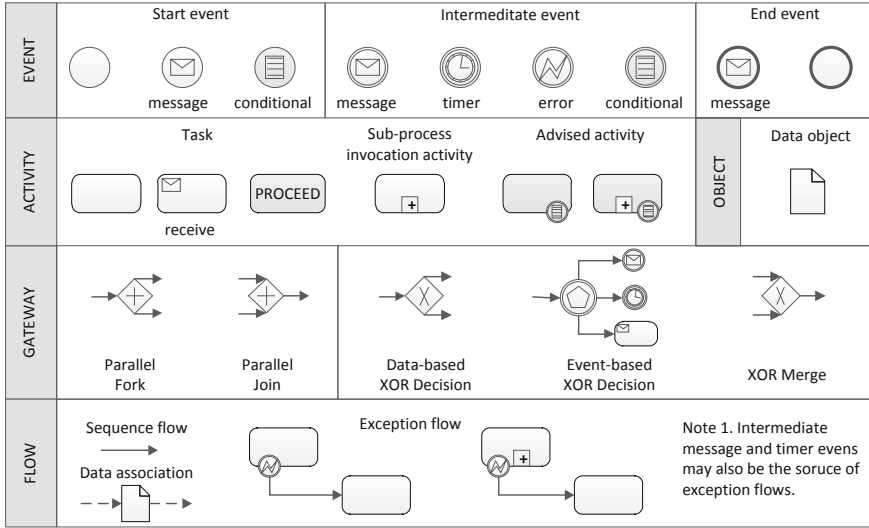 EVENT
Start event
message
conditional
Intermeditate event
message
timer
error
conditional
End event
message
ACTIVITY
Task
receive
PROCEED
Sub-process
invocation activity
+
Advised activity
+
OBJECT
Data object
GATEWAY
Parallel
Fork
Parallel
Join
X
Data-based
XOR Decision
Event-based
XOR Decision
X
XOR Merge
FLOW
Sequence flow
Data association
Exception flow
+
Note 1. Intermediate
message and timer evens
may also be the soruce of
exception flows.